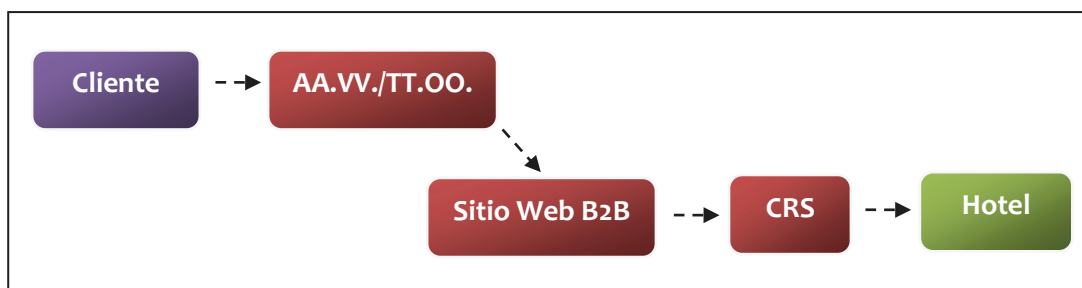 Cliente
AA.VV./TT.OO.
Sitio Web B2B
CRS
Hotel